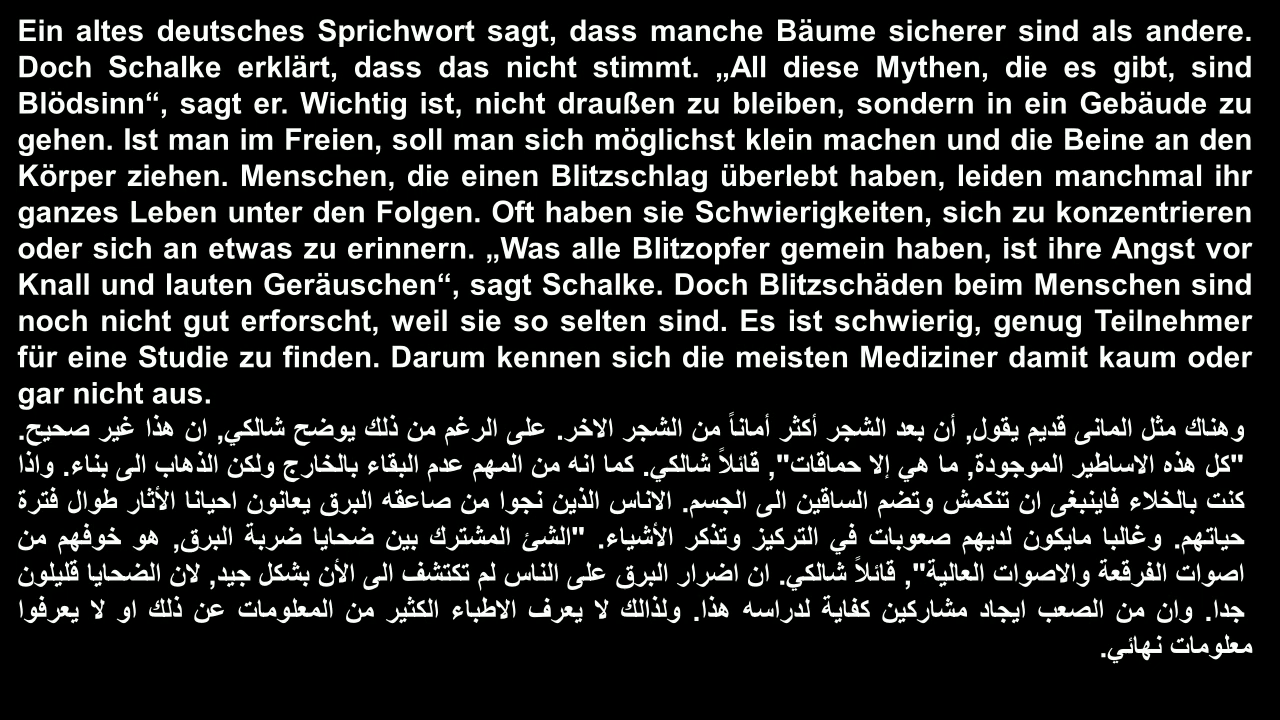 Ein altes deutsches Sprichwort sagt, dass manche Bäume sicherer sind als andere.
Doch Schalke erklärt, dass das nicht stimmt. „All diese Mythen, die es gibt, sind
Blödsinn“, sagt er. Wichtig ist, nicht draußen zu bleiben, sondern in ein Gebäude zu
gehen. Ist man im Freien, soll man sich möglichst klein machen und die Beine an den
Körper ziehen. Menschen, die einen Blitzschlag überlebt haben, leiden manchmal ihr
ganzes Leben unter den Folgen. Oft haben sie Schwierigkeiten, sich zu konzentrieren
oder sich an etwas zu erinnern. „Was alle Blitzopfer gemein haben, ist ihre Angst vor
Knall und lauten Geräuschen“, sagt Schalke. Doch Blitzschäden beim Menschen sind
noch nicht gut erforscht, weil sie so selten sind. Es ist schwierig, genug Teilnehmer
für eine Studie zu finden. Darum kennen sich die meisten Mediziner damit kaum oder
gar nicht aus.
وهناك مثل المانى قديم يقول, أن بعد الشجر أكثر أماناً من الشجر الاخر. على الرغم من ذلك يوضح شالكي, ان هذا غير صحيح.
"كل هذه الاساطير الموجودة, ما هي إلا حماقات", قائلاً شالكي. كما انه من المهم عدم البقاء بالخارج ولكن الذهاب الى بناء. واذا
كنت بالخلاء فاينبغى ان تنكمش وتضم الساقين الى الجسم. الاناس الذين نجوا من صاعقه البرق يعانون احيانا الأثار طوال فترة
حياتهم. وغالبا مايكون لديهم صعوبات في التركيز وتذكر الأشياء. "الشئ المشترك بين ضحايا ضربة البرق, هو خوفهم من
اصوات الفرقعة والاصوات العالية", قائلاً شالكي. ان اضرار البرق على الناس لم تكتشف الى الأن بشكل جيد, لان الضحايا قليلون
جدا. وان من الصعب ايجاد مشاركين كفاية لدراسه هذا. ولذالك لا يعرف الاطباء الكثير من المعلومات عن ذلك او لا يعرفوا
معلومات نهائي.